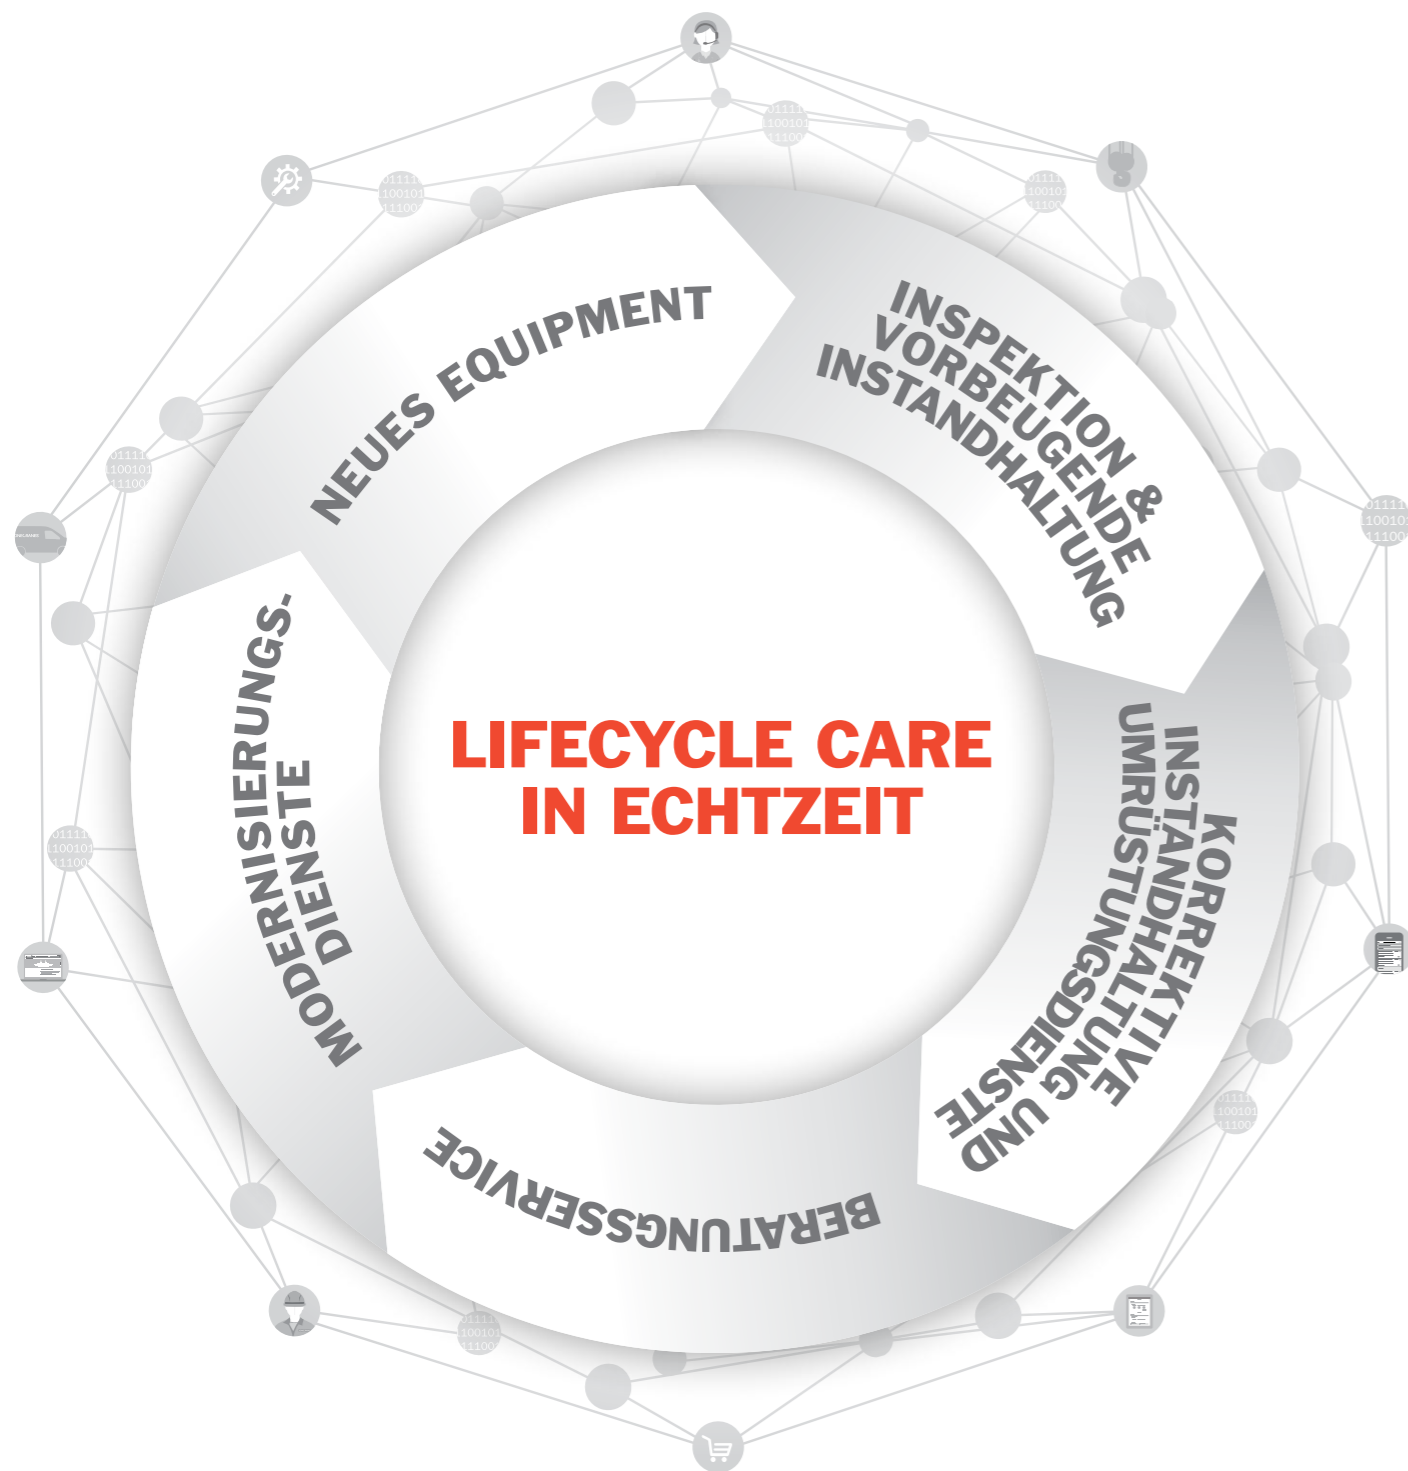 LIFECYCLE CARE
IN ECHTZEIT
NEUES EQUIPMENT
INSPEKTION &
VORBEUGENDE
INSTANDHALTUNG
KORREKTIVE
INSTANDHALTUNG UND
UMRÜSTUNGSDIENSTE
BERATUNGSSERVICE
MODERNISIERUNGS-
DIENSTE